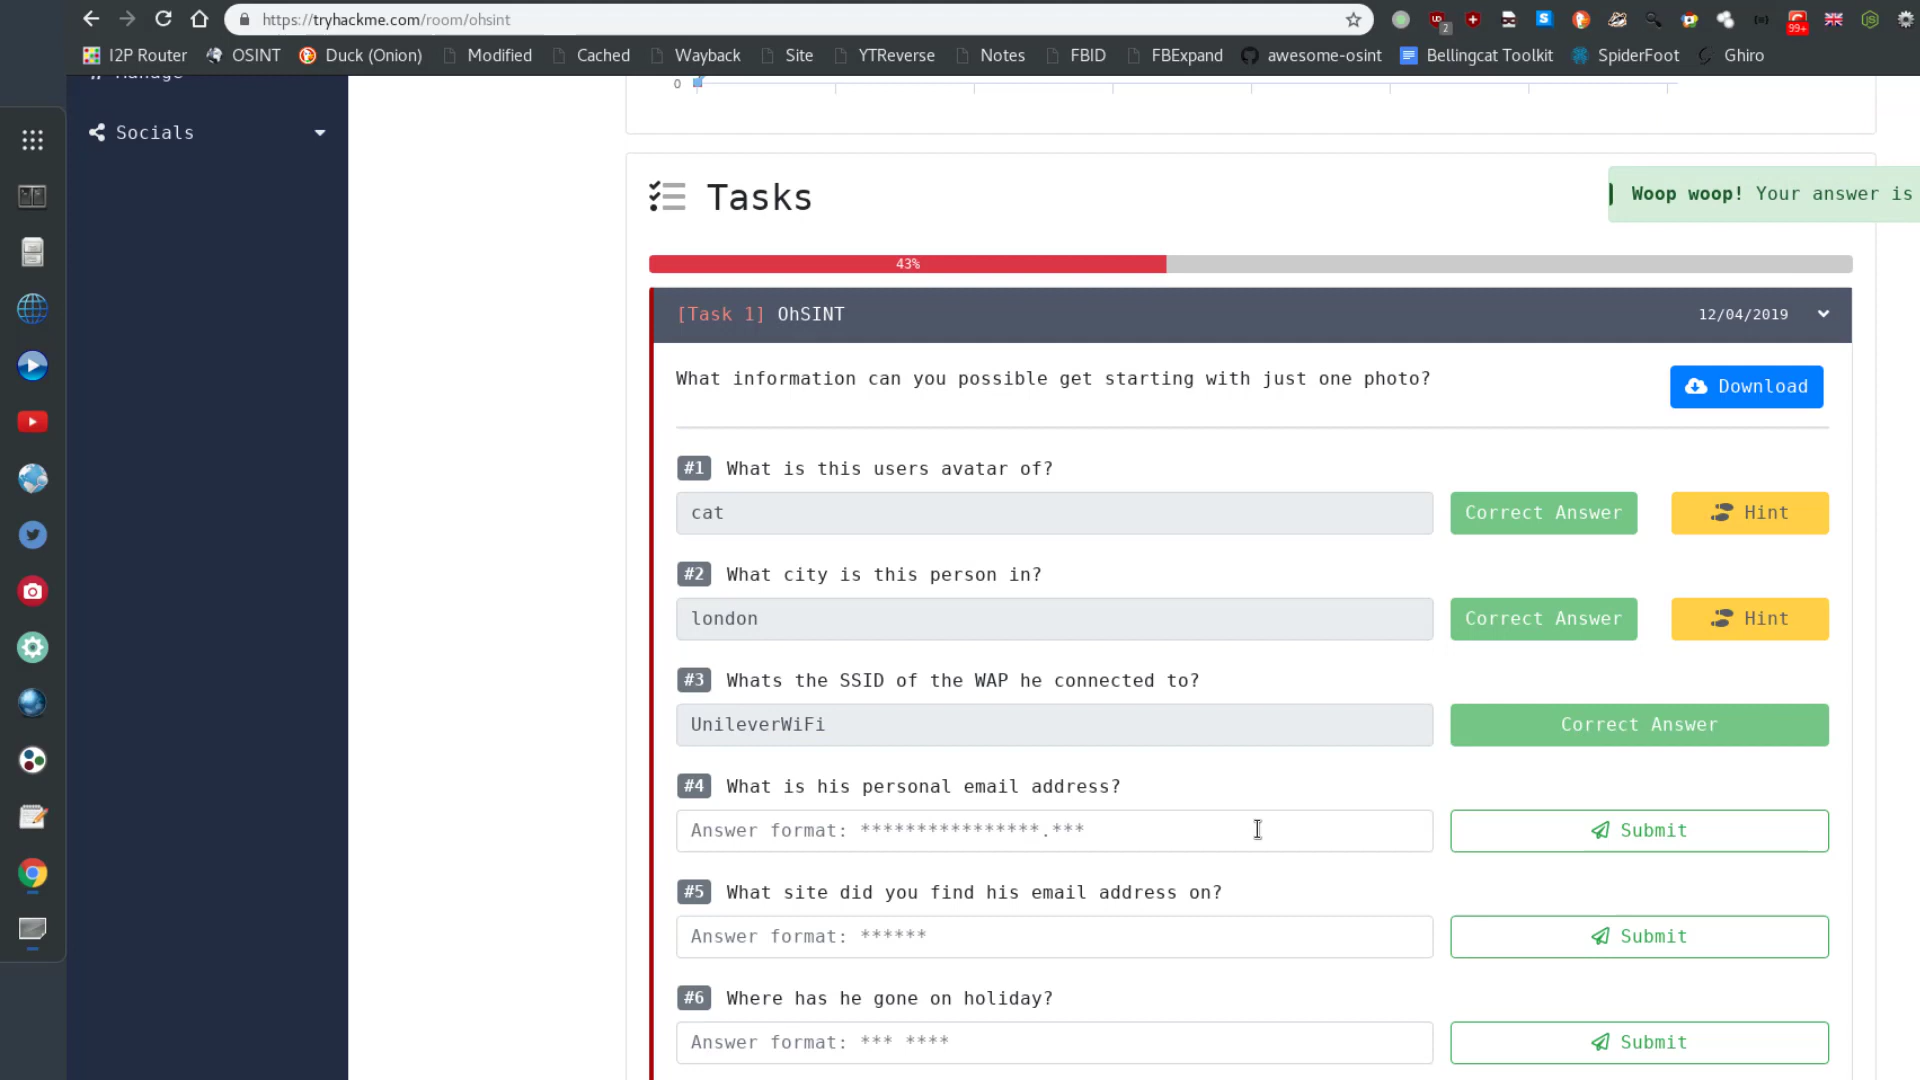 https://tryhackme.com/room/ohsint
2
99+
I2P Router OSINT Duck (Onion) Modified Cached Wayback Site YTReverse Notes FBID FBExpand awesome-osint Bellingcat Toolkit SpiderFoot Ghiro
Manage
0
Socials
Tasks
Woop woop! Your answer is
43%
[Task 1] OhSINT 12/04/2019
What information can you possible get starting with just one photo?
Download
#1 What is this users avatar of?
cat Correct Answer Hint
#2 What city is this person in?
london Correct Answer Hint
#3 Whats the SSID of the WAP he connected to?
UnileverWiFi Correct Answer
#4 What is his personal email address?
Answer format: ****************.*** Submit
#5 What site did you find his email address on?
Answer format: ****** Submit
#6 Where has he gone on holiday?
Answer format: *** **** Submit